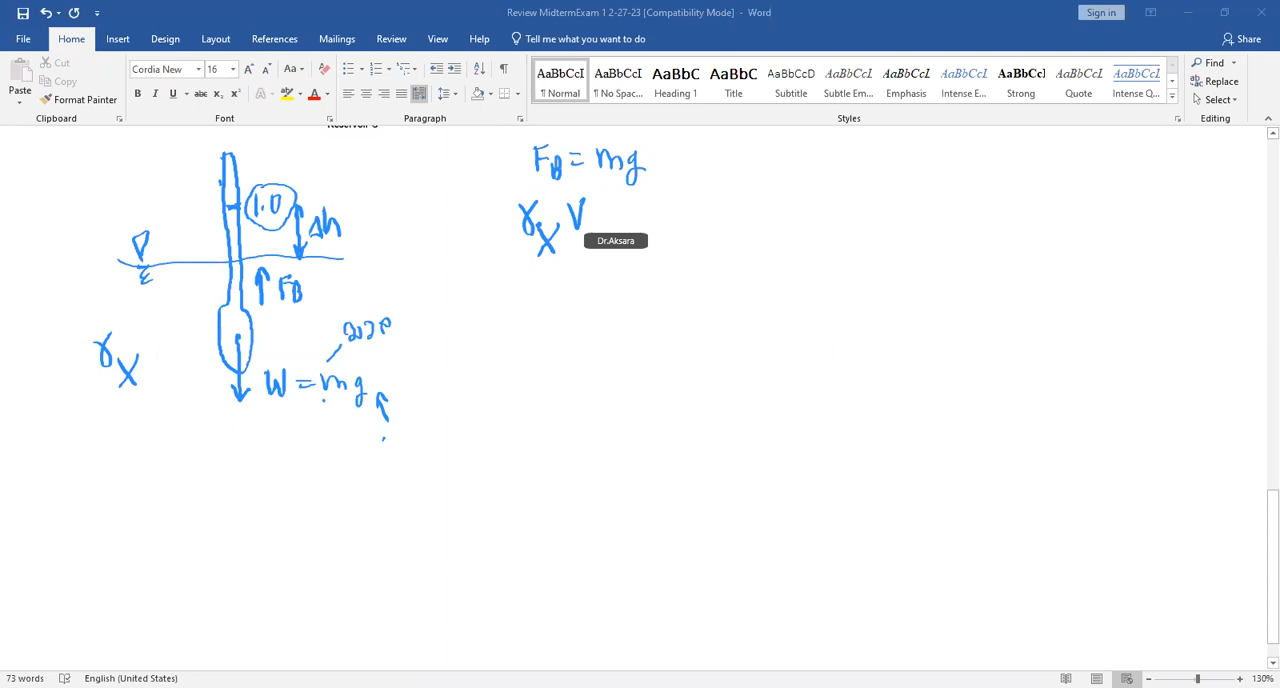 Review MidtermExam 1 2-27-23 [Compatibility Mode] - Word
Sign in
File Home Insert Design Layout References Mailings Review View Help Tell me what you want to do Share
Paste
Cut
Copy
Format Painter
Clipboard
Cordia New 16
Font
Paragraph
AaBbCcI AaBbCcI AaBbC AaBbC AaBbCcD AaBbCcI AaBbCcI AaBbCcI AaBbCcI AaBbCcI AaBbCcI
¶ Normal ¶ No Spac... Heading 1 Title Subtitle Subtle Em... Emphasis Intense E... Strong Quote Intense Q...
Styles
Find
Replace
Select
Editing
F_B = mg
1.0
Δh
γ_X V
Dr.Aksara
F_B
γ_X
W = mg
73 words English (United States) 130%